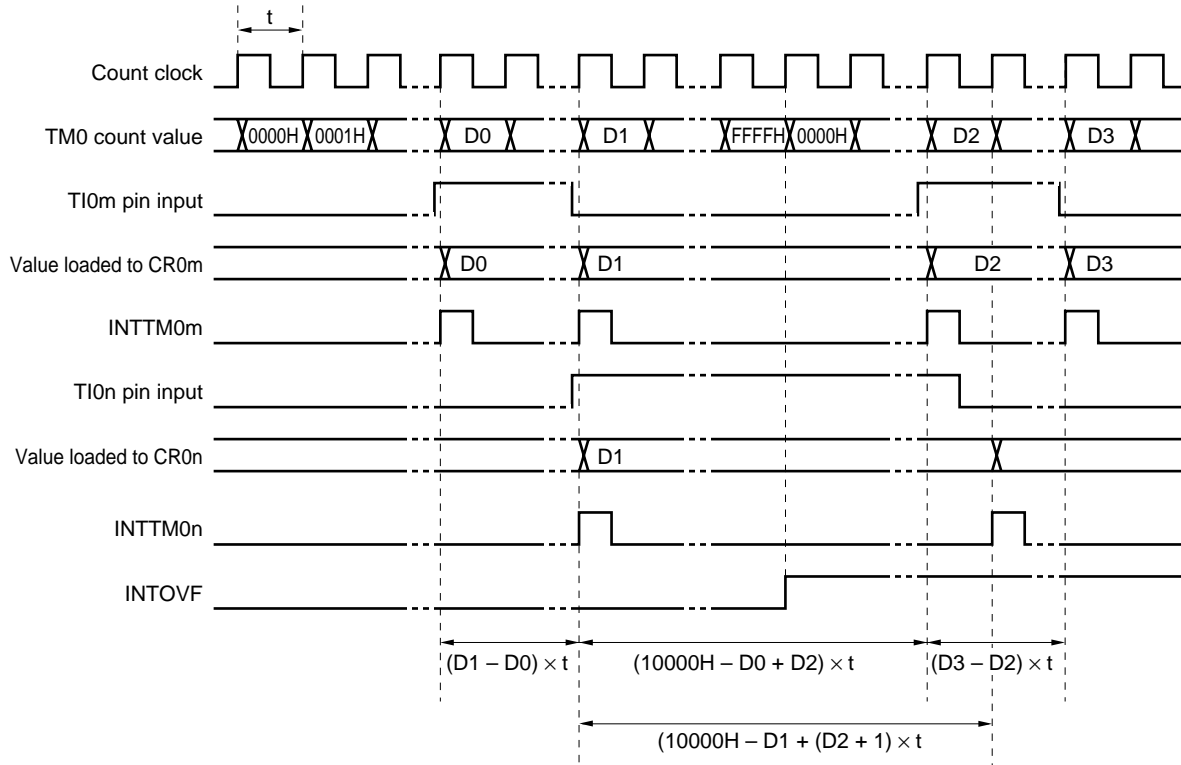 t
Count clock
TM0 count value 0000H 0001H D0 D1 FFFFH 0000H D2 D3
TI0m pin input
Value loaded to CR0m D0 D1 D2 D3
INTTM0m
TI0n pin input
Value loaded to CR0n D1
INTTM0n
INTOVF
(D1 – D0) × t (10000H – D0 + D2) × t (D3 – D2) × t
(10000H – D1 + (D2 + 1) × t